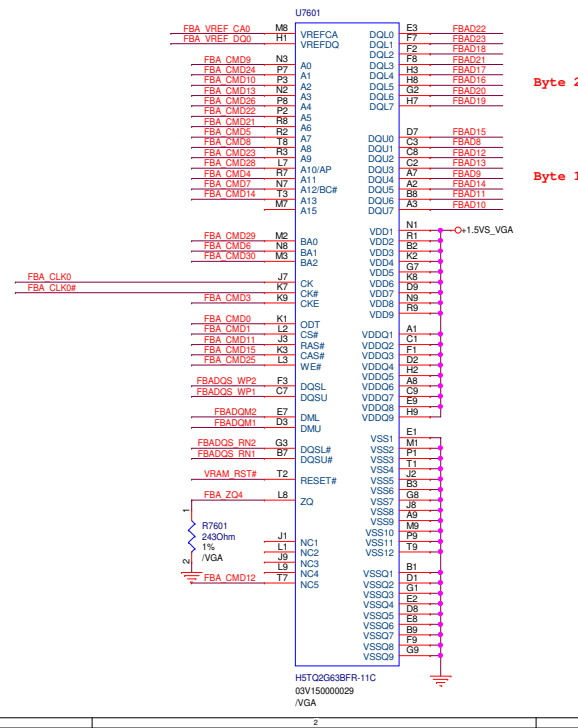 U7601
FBA_VREF_CA0 M8 VREFCA DQL0 E3 FBAD22
FBA_VREF_DQ0 H1 VREFDQ DQL1 F7 FBAD23
DQL2 F2 FBAD18
FBA_CMD9 N3 A0 DQL3 F8 FBAD21
FBA_CMD24 P7 A1 DQL4 H3 FBAD17
FBA_CMD10 P3 A2 DQL5 H8 FBAD16
FBA_CMD13 N2 A3 DQL6 G2 FBAD20
FBA_CMD26 P8 A4 DQL7 H7 FBAD19
Byte 2
FBA_CMD22 P2 A5
FBA_CMD21 R8 A6
FBA_CMD5 R2 A7 DQU0 D7 FBAD15
FBA_CMD8 T8 A8 DQU1 C3 FBAD8
FBA_CMD23 R3 A9 DQU2 C8 FBAD12
FBA_CMD28 L7 A10/AP DQU3 C2 FBAD13
FBA_CMD4 R7 A11 DQU4 A7 FBAD9
FBA_CMD7 N7 A12/BC# DQU5 A2 FBAD14
FBA_CMD14 T3 A13 DQU6 B8 FBAD11
M7 A15 DQU7 A3 FBAD10
Byte 1
VDD1 N1 +1.5VS_VGA
FBA_CMD29 M2 BA0 VDD2 R1
FBA_CMD6 N8 BA1 VDD3 B2
FBA_CMD30 M3 BA2 VDD4 K2
VDD5 G7
FBA_CLK0 J7 CK VDD6 K8
FBA_CLK0# K7 CK# VDD7 D9
FBA_CMD3 K9 CKE VDD8 N9
VDD9 R9
FBA_CMD0 K1 ODT
FBA_CMD1 L2 CS# VDDQ1 A1
FBA_CMD11 J3 RAS# VDDQ2 C1
FBA_CMD15 K3 CAS# VDDQ3 F1
FBA_CMD25 L3 WE# VDDQ4 D2
VDDQ5 H2
FBADQS_WP2 F3 DQSL VDDQ6 A8
FBADQS_WP1 C7 DQSU VDDQ7 C9
VDDQ8 E9
FBADQM2 E7 DML VDDQ9 H9
FBADQM1 D3 DMU
VSS1 E1
FBADQS_RN2 G3 DQSL# VSS2 M1
FBADQS_RN1 B7 DQSU# VSS3 P1
VSS4 T1
VRAM_RST# T2 RESET# VSS5 J2
VSS6 B3
FBA_ZQ4 L8 ZQ VSS7 G8
VSS8 J8
VSS9 A9
VSS10 M9
VSS11 P9
VSS12 T9
1
R7601
243Ohm
1%
/VGA
2
J1 NC1
L1 NC2
J9 NC3
L9 NC4
FBA_CMD12 T7 NC5
VSSQ1 B1
VSSQ2 D1
VSSQ3 G1
VSSQ4 E2
VSSQ5 D8
VSSQ6 E8
VSSQ7 B9
VSSQ8 F9
VSSQ9 G9
H5TQ2G63BFR-11C
03V150000029
/VGA
2